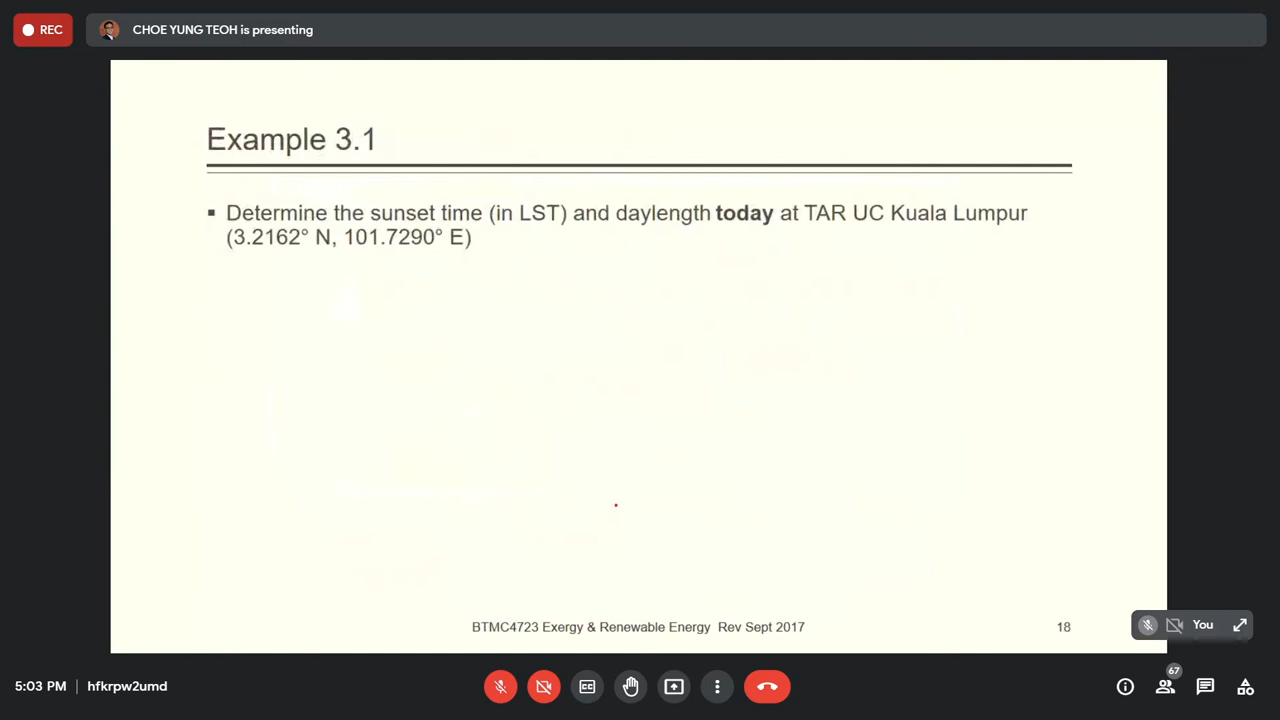 REC
CHOE YUNG TEOH is presenting
Example 3.1
▪ Determine the sunset time (in LST) and daylength today at TAR UC Kuala Lumpur
(3.2162° N, 101.7290° E)
BTMC4723 Exergy & Renewable Energy Rev Sept 2017
18
You
5:03 PM
hfkrpw2umd
67